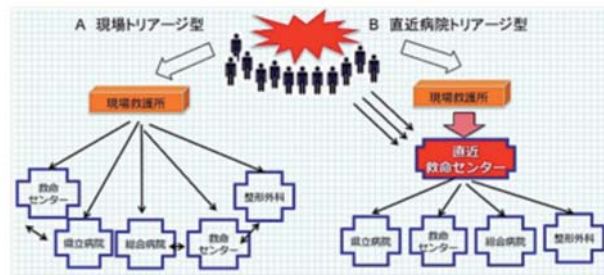 A 現場トリアージ型
B 直近病院トリアージ型
現場救護所
現場救護所
直近
救命センター
救命
センター
県立病院
総合病院
救命
センター
整形外科
県立病院
救命
センター
総合病院
整形外科